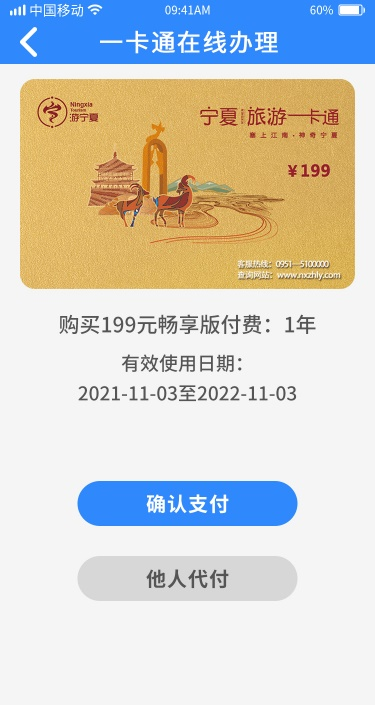 中国移动 09:41AM 60%
一卡通在线办理
Ningxia
Tourism
游宁夏
宁夏 旅游一卡通
塞上江南·神奇宁夏
¥199
客服热线：0951--5100000
查询网站：www.nxzhly.com
购买199元畅享版付费：1年
有效使用日期：
2021-11-03至2022-11-03
确认支付
他人代付